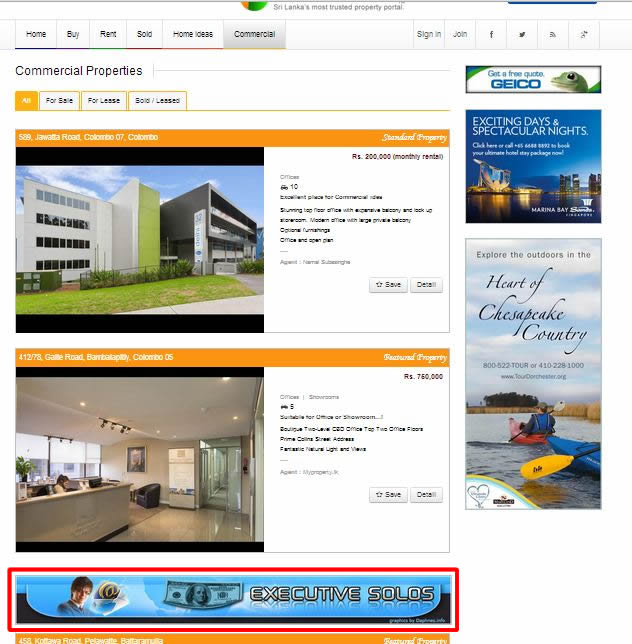 Sri Lanka's most trusted property portal.
Home Buy Rent Sold Home Ideas Commercial Sign in Join
Commercial Properties
All For Sale For Lease Sold / Leased
589, Jawatta Road, Colombo 07, Colombo Standard Property
Rs. 200,000 (monthly rental)
Offices
10
Excellent place for Commercial Ides
Stunning top floor office with expansive balcony and lock up
storeroom. Modern office with large private balcony
Optional furnishings
Office and open plan
----
Agent : Namal Subasinghe
Save Detail
412/78, Galle Road, Bambalapitiy, Colombo 05 Featured Property
Rs. 750,000
Offices | Showrooms
5
Suitable for Office or Showroom...!
Boutique Two-Level CBD Office Top Two Office Floors
Prime Collins Street Address
Fantastic Natural Light and Views
----
Agent : Myproperty.lk
Save Detail
EXECUTIVE SOLOS
graphics by Daphnes.info
458, Kottawa Road, Pelawatte, Battaramulla Featured Property
Get a free quote.
GEICO
EXCITING DAYS &
SPECTACULAR NIGHTS.
Click here or call +65 6688 8892 to book
your ultimate hotel stay package now!
MARINA BAY Sands
SINGAPORE
Explore the outdoors in the
Heart of
Chesapeake
Country
800-522-TOUR or 410-228-1000
www.TourDorchester.org